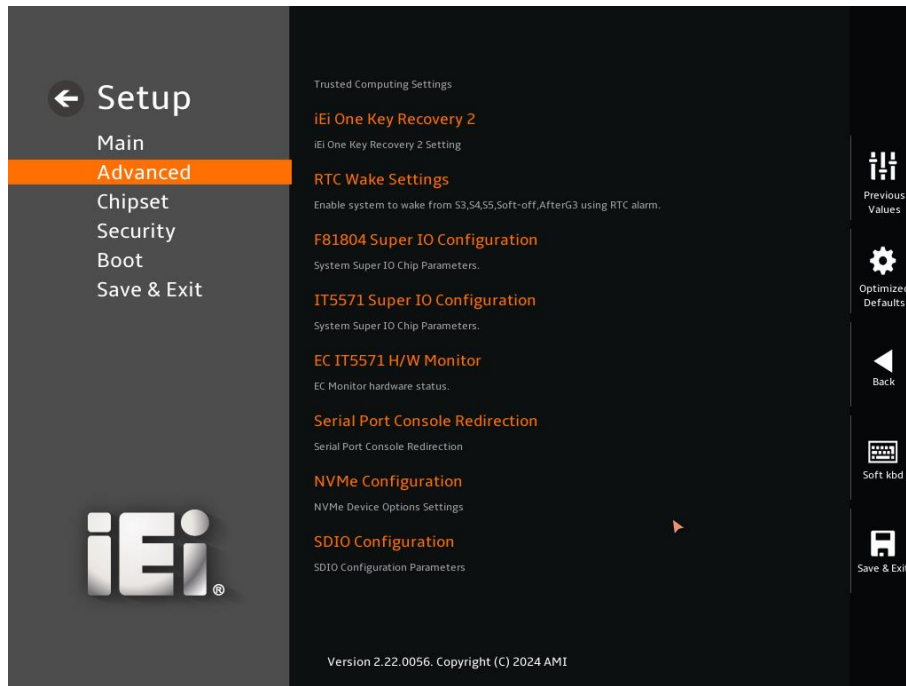 Setup
Main
Advanced
Chipset
Security
Boot
Save & Exit
iEi
®
Trusted Computing Settings
iEi One Key Recovery 2
iEi One Key Recovery 2 Setting
RTC Wake Settings
Enable system to wake from S3,S4,S5,Soft-off,AfterG3 using RTC alarm.
F81804 Super IO Configuration
System Super IO Chip Parameters.
IT5571 Super IO Configuration
System Super IO Chip Parameters.
EC IT5571 H/W Monitor
EC Monitor hardware status.
Serial Port Console Redirection
Serial Port Console Redirection
NVMe Configuration
NVMe Device Options Settings
SDIO Configuration
SDIO Configuration Parameters
Version 2.22.0056. Copyright (C) 2024 AMI
Previous
Values
Optimized
Defaults
Back
Soft kbd
Save & Exit